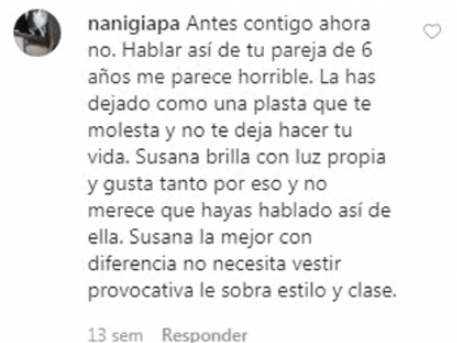 nanigiapa Antes contigo ahora
no. Hablar así de tu pareja de 6
años me parece horrible. La has
dejado como una plasta que te
molesta y no te deja hacer tu
vida. Susana brilla con luz propia
y gusta tanto por eso y no
merece que hayas hablado así de
ella. Susana la mejor con
diferencia no necesita vestir
provocativa le sobra estilo y clase.
13 sem Responder